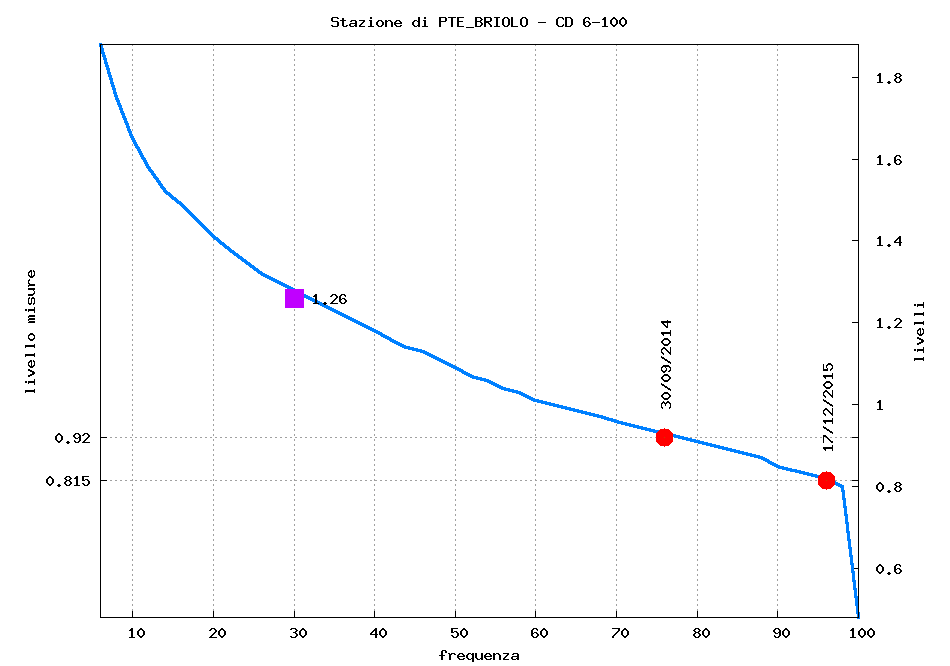 Stazione di PTE_BRIOLO - CD 6-100
livello misure
0.92
0.815
1.26
30/09/2014
17/12/2015
1.8
1.6
1.4
1.2
1
0.8
0.6
livelli
10 20 30 40 50 60 70 80 90 100
frequenza